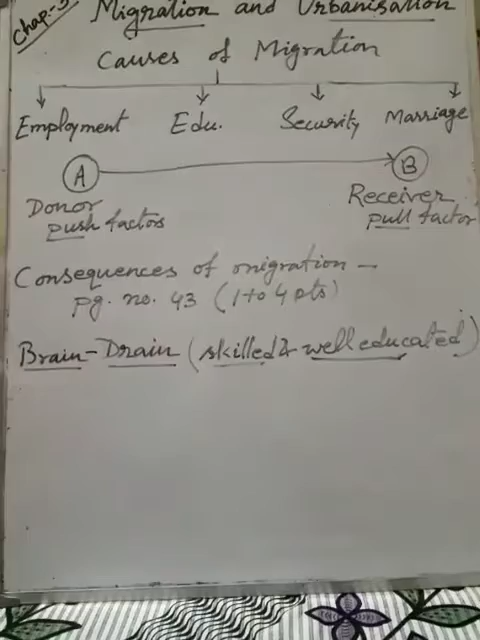 Chap-3
Migration and Urbanisation
Causes of Migration
Employment Edu. Security Marriage
A B
Donor Receiver
push factors pull factor
Consequences of migration –
pg. no. 43 (1 to 4 pts)
Brain-Drain (skilled & well educated)